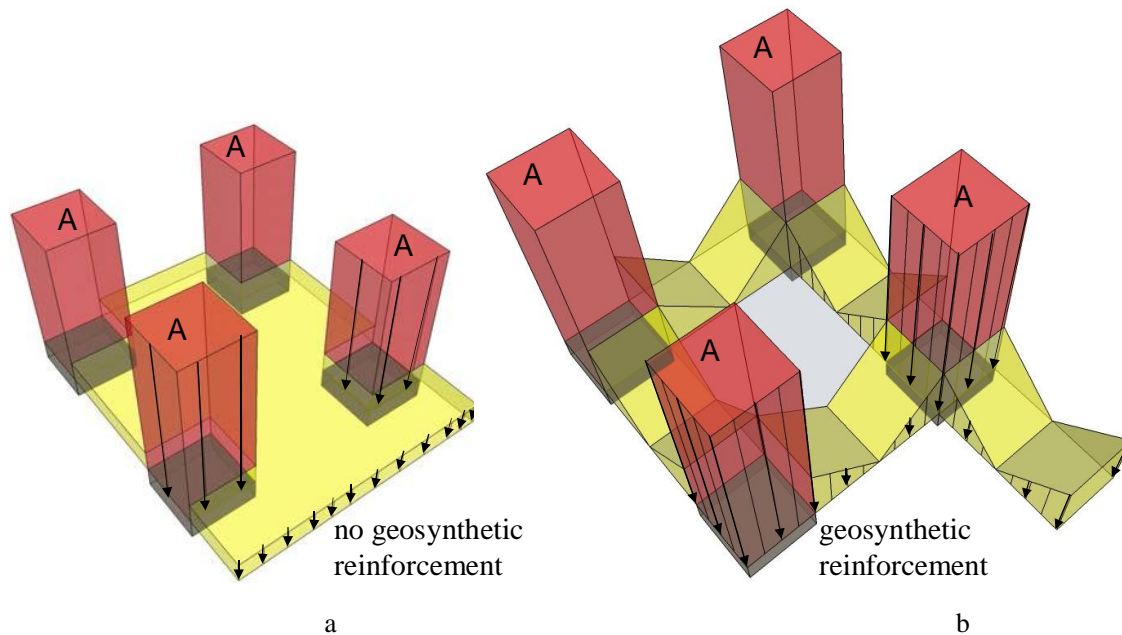 A
A
A
A
no geosynthetic
reinforcement
a
A
A
A
A
geosynthetic
reinforcement
b